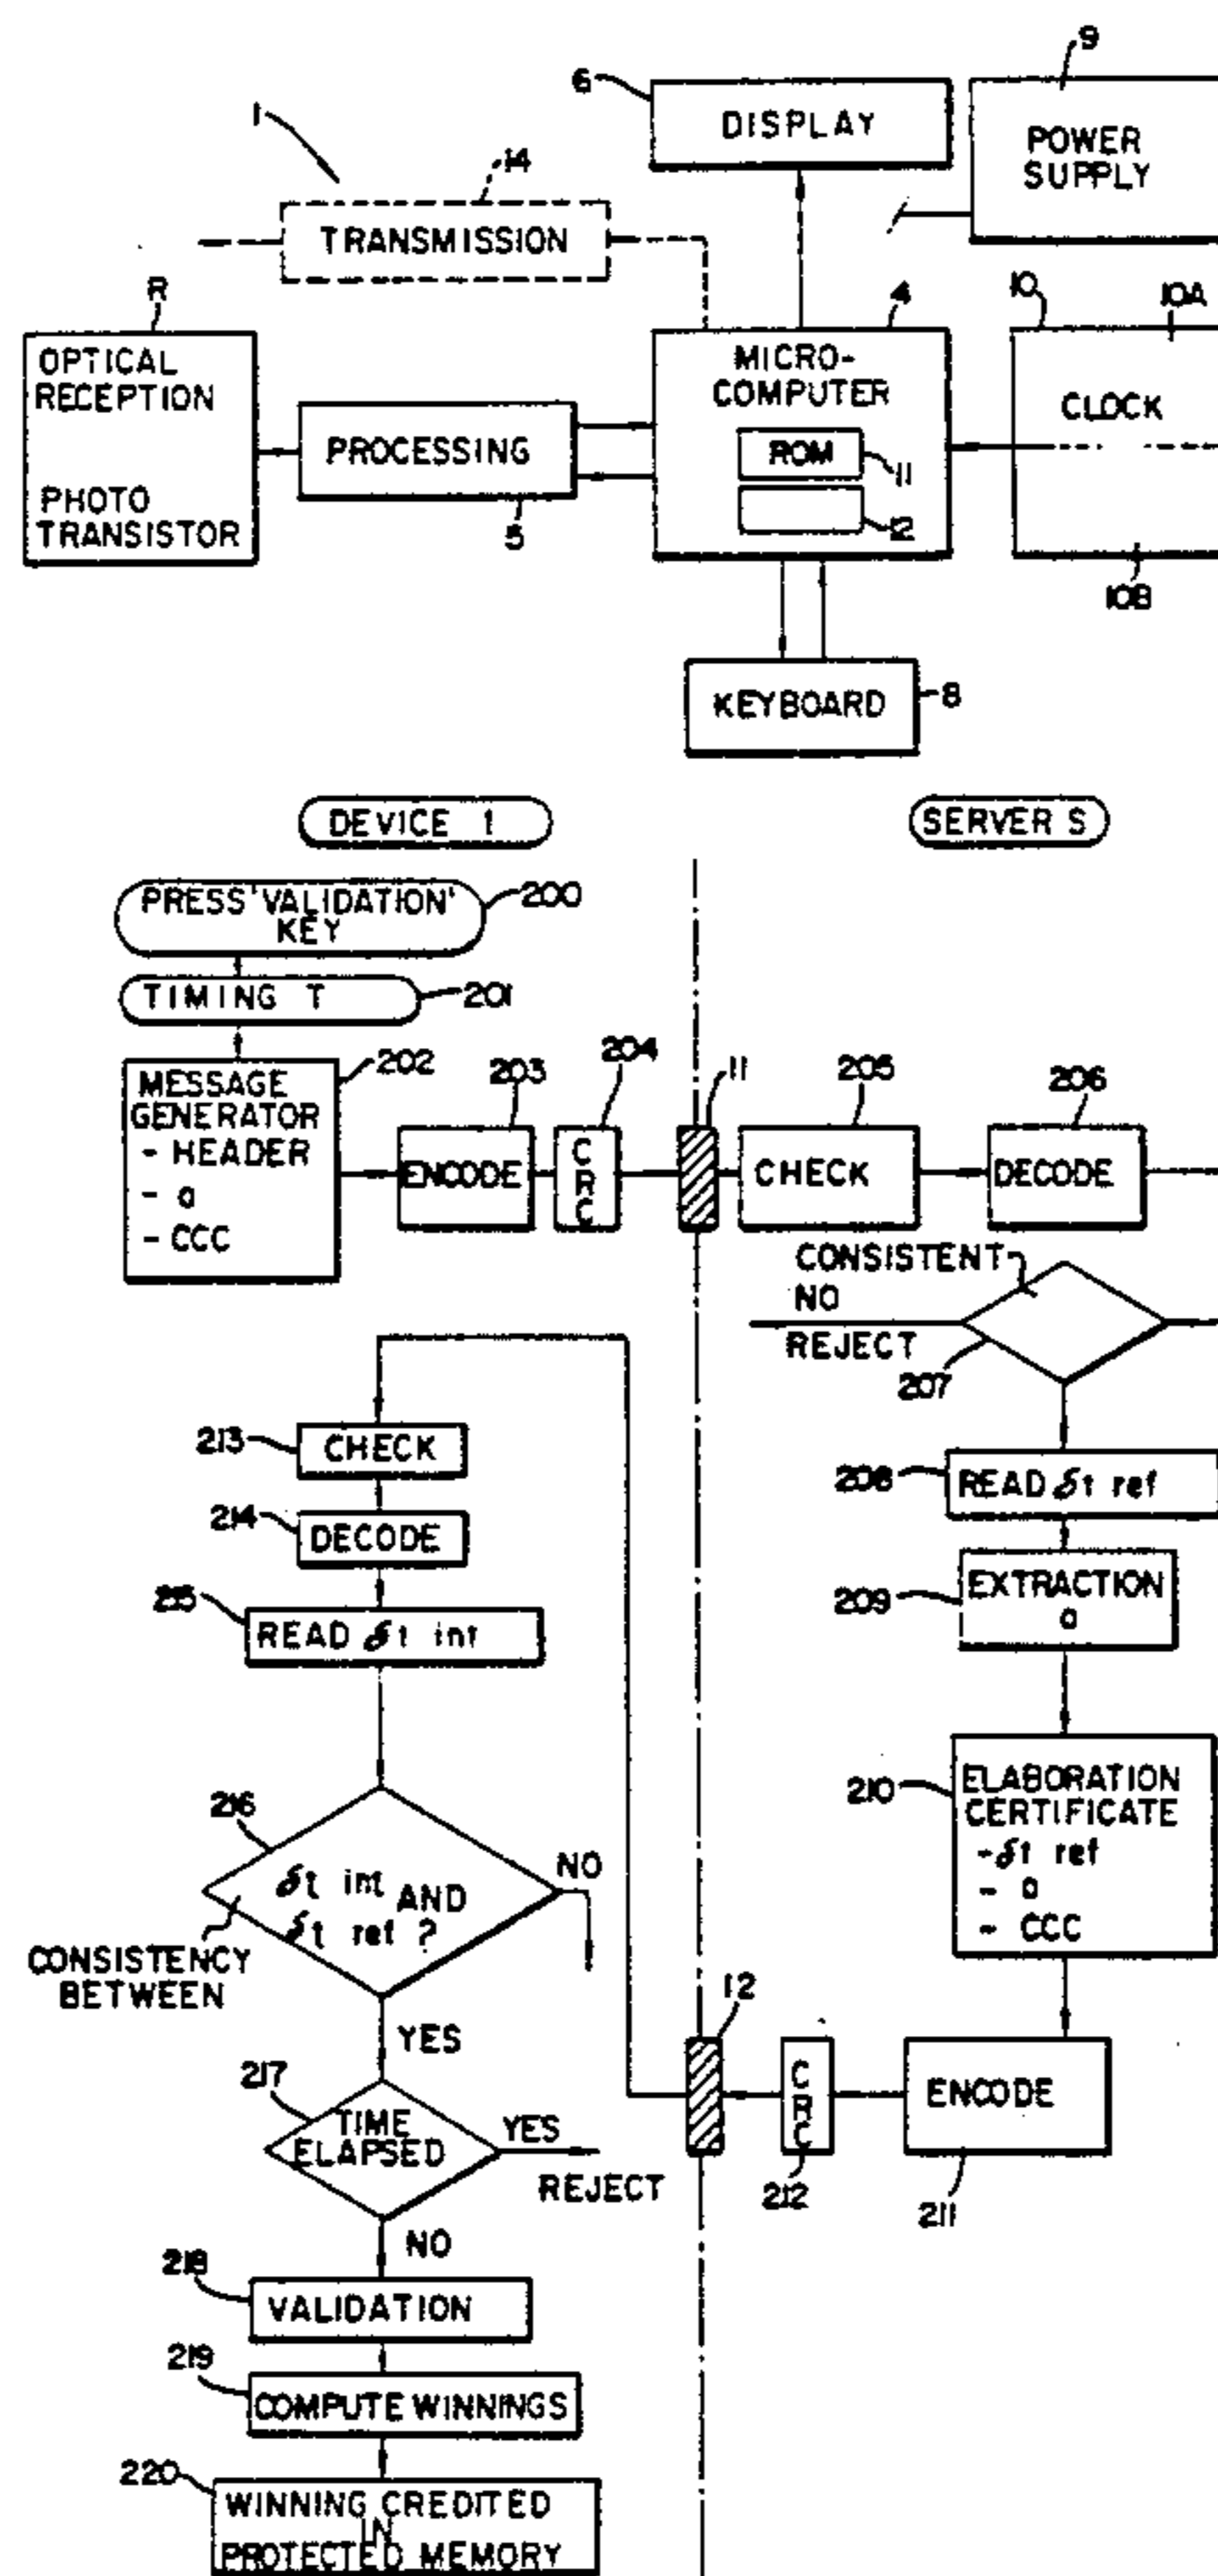 9
6
DISPLAY
POWER
SUPPLY
1
14
TRANSMISSION
R
4
10
10A
OPTICAL
RECEPTION
PHOTO
TRANSISTOR
PROCESSING
5
MICRO-
COMPUTER
ROM
11
12
CLOCK
10B
KEYBOARD
8
DEVICE 1
SERVER S
PRESS 'VALIDATION'
KEY
200
TIMING T
201
MESSAGE
GENERATOR
- HEADER
- a
- CCC
202
203
ENCODE
204
CRC
11
205
CHECK
206
DECODE
CONSISTENT
NO
REJECT
207
213
CHECK
208
READ δt ref
214
DECODE
209
EXTRACTION
a
215
READ δt int
210
ELABORATION
CERTIFICATE
- δt ref
- a
- CCC
216
δt int AND
δt ref ?
NO
CONSISTENCY
BETWEEN
YES
12
CRC
212
ENCODE
211
217
TIME
ELAPSED
YES
REJECT
NO
218
VALIDATION
219
COMPUTE WINNINGS
220
WINNING CREDITED
IN
PROTECTED MEMORY